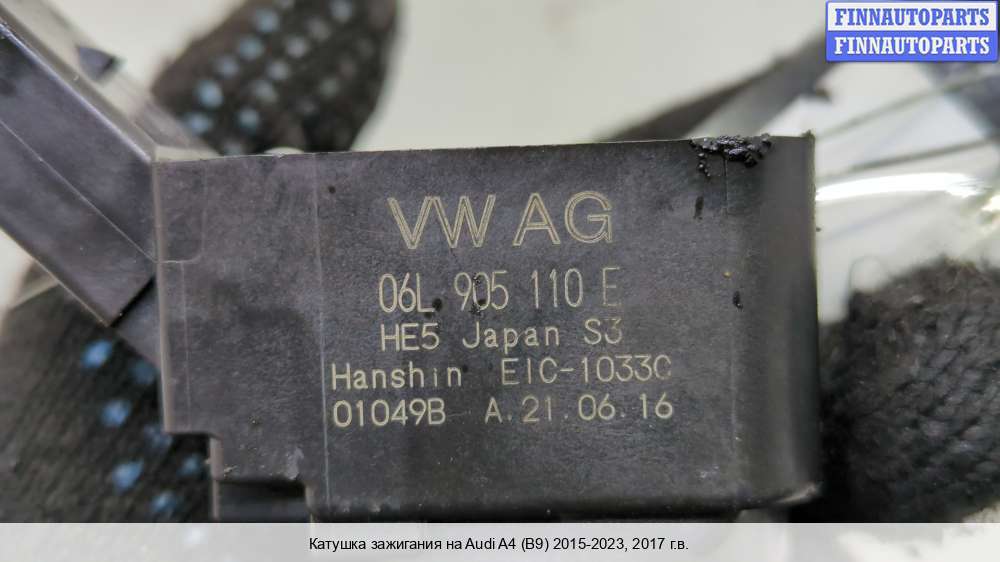 FINNAUTOPARTS
FINNAUTOPARTS
VW AG
06L 905 110 E
HE5 Japan S3
Hanshin EIC-1033C
01049B A.21.06.16
Катушка зажигания на Audi A4 (B9) 2015-2023, 2017 г.в.